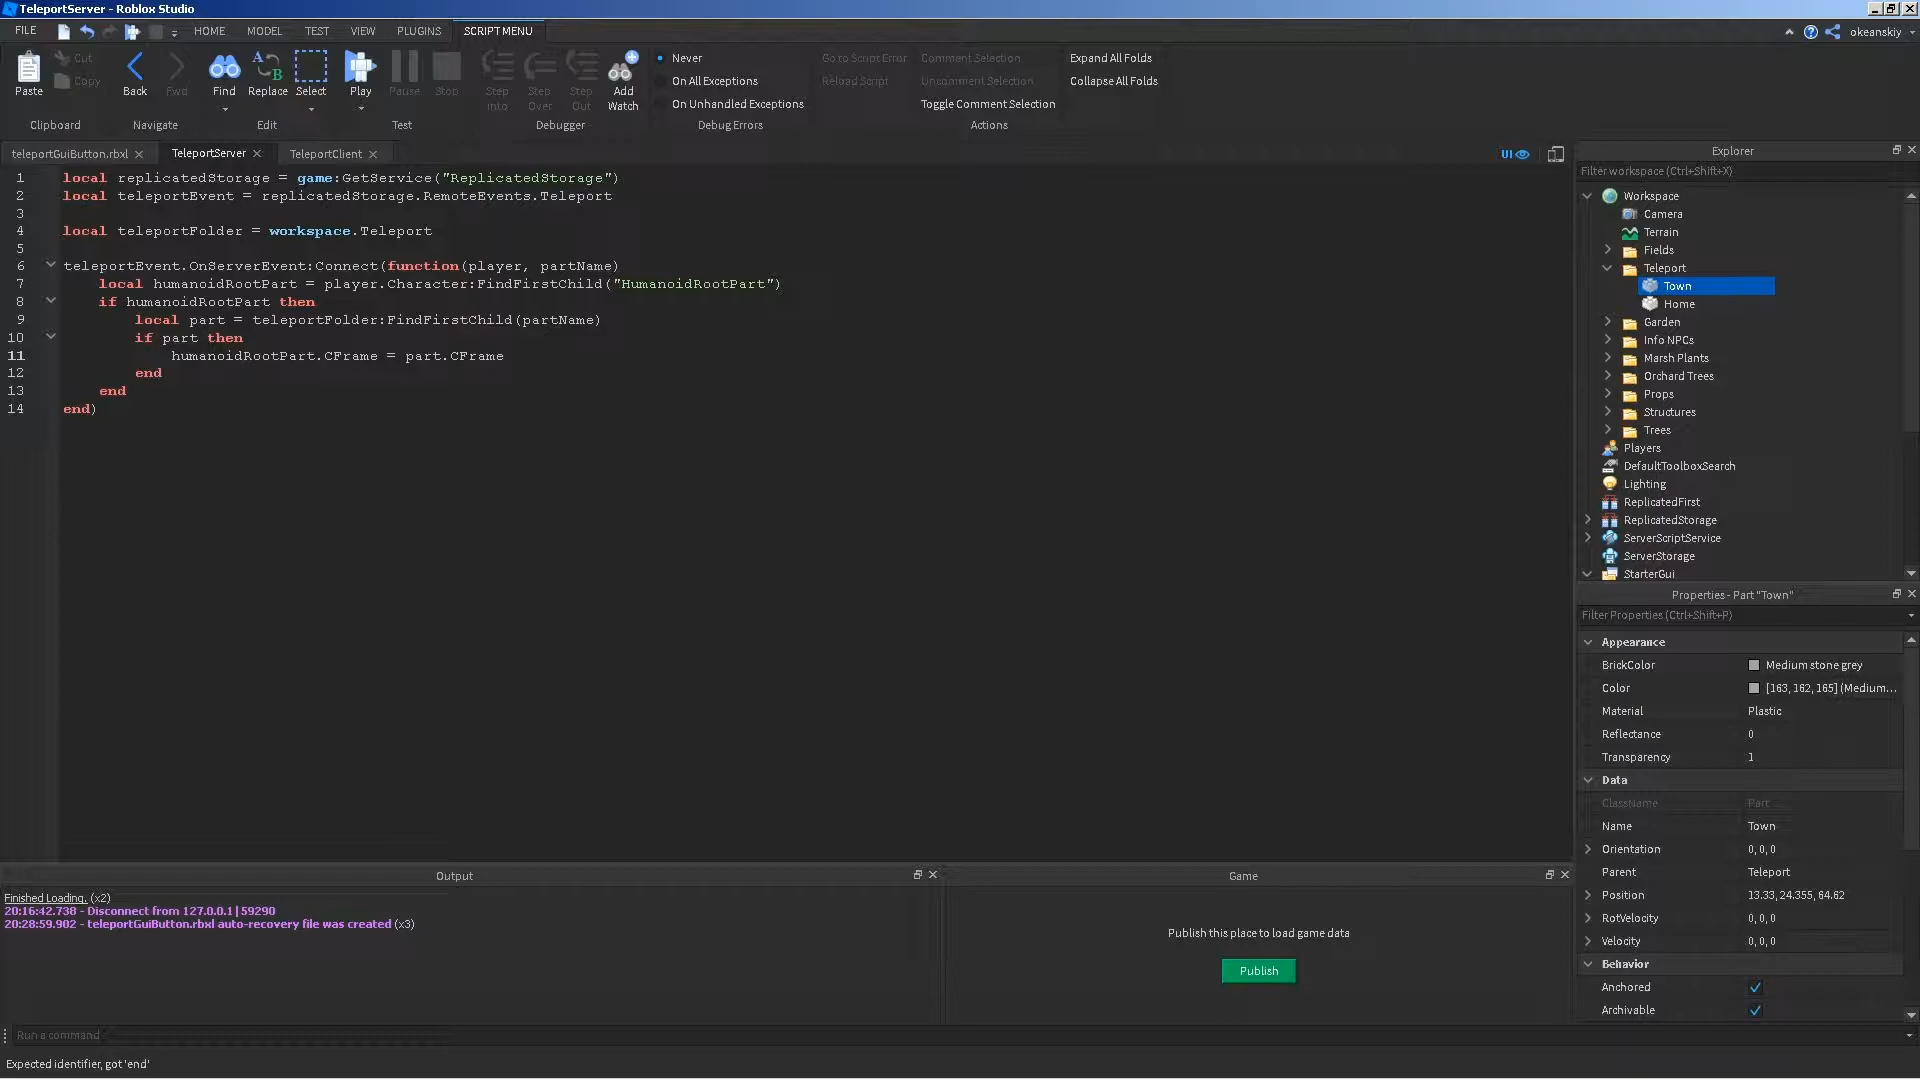 TeleportServer - Roblox Studio
FILE
HOME
MODEL
TEST
VIEW
PLUGINS
SCRIPT MENU
okeanskiy
Paste
Cut
Copy
Clipboard
Back
Fwd
Navigate
Find
Replace
Select
Edit
Play
Pause
Stop
Test
Step Into
Step Over
Step Out
Add Watch
Debugger
Never
On All Exceptions
On Unhandled Exceptions
Debug Errors
Go to Script Error
Reload Script
Comment Selection
Uncomment Selection
Toggle Comment Selection
Actions
Expand All Folds
Collapse All Folds
teleportGuiButton.rbxl
TeleportServer
TeleportClient
UI
1 local replicatedStorage = game:GetService("ReplicatedStorage")
2 local teleportEvent = replicatedStorage.RemoteEvents.Teleport
3
4 local teleportFolder = workspace.Teleport
5
6 teleportEvent.OnServerEvent:Connect(function(player, partName)
7 local humanoidRootPart = player.Character:FindFirstChild("HumanoidRootPart")
8 if humanoidRootPart then
9 local part = teleportFolder:FindFirstChild(partName)
10 if part then
11 humanoidRootPart.CFrame = part.CFrame
12 end
13 end
14 end)
Explorer
Filter workspace (Ctrl+Shift+X)
Workspace
Camera
Terrain
Fields
Teleport
Town
Home
Garden
Info NPCs
Marsh Plants
Orchard Trees
Props
Structures
Trees
Players
DefaultToolboxSearch
Lighting
ReplicatedFirst
ReplicatedStorage
ServerScriptService
ServerStorage
StarterGui
Properties - Part "Town"
Filter Properties (Ctrl+Shift+P)
Appearance
BrickColor Medium stone grey
Color [163, 162, 165] (Medium...
Material Plastic
Reflectance 0
Transparency 1
Data
ClassName Part
Name Town
Orientation 0, 0, 0
Parent Teleport
Position 13.33, 24.355, 64.62
RotVelocity 0, 0, 0
Velocity 0, 0, 0
Behavior
Anchored
Archivable
Output
Finished Loading. (x2)
20:16:42.738 - Disconnect from 127.0.0.1|59290
20:28:59.902 - teleportGuiButton.rbxl auto-recovery file was created (x3)
Game
Publish this place to load game data
Publish
Run a command
Expected identifier, got 'end'